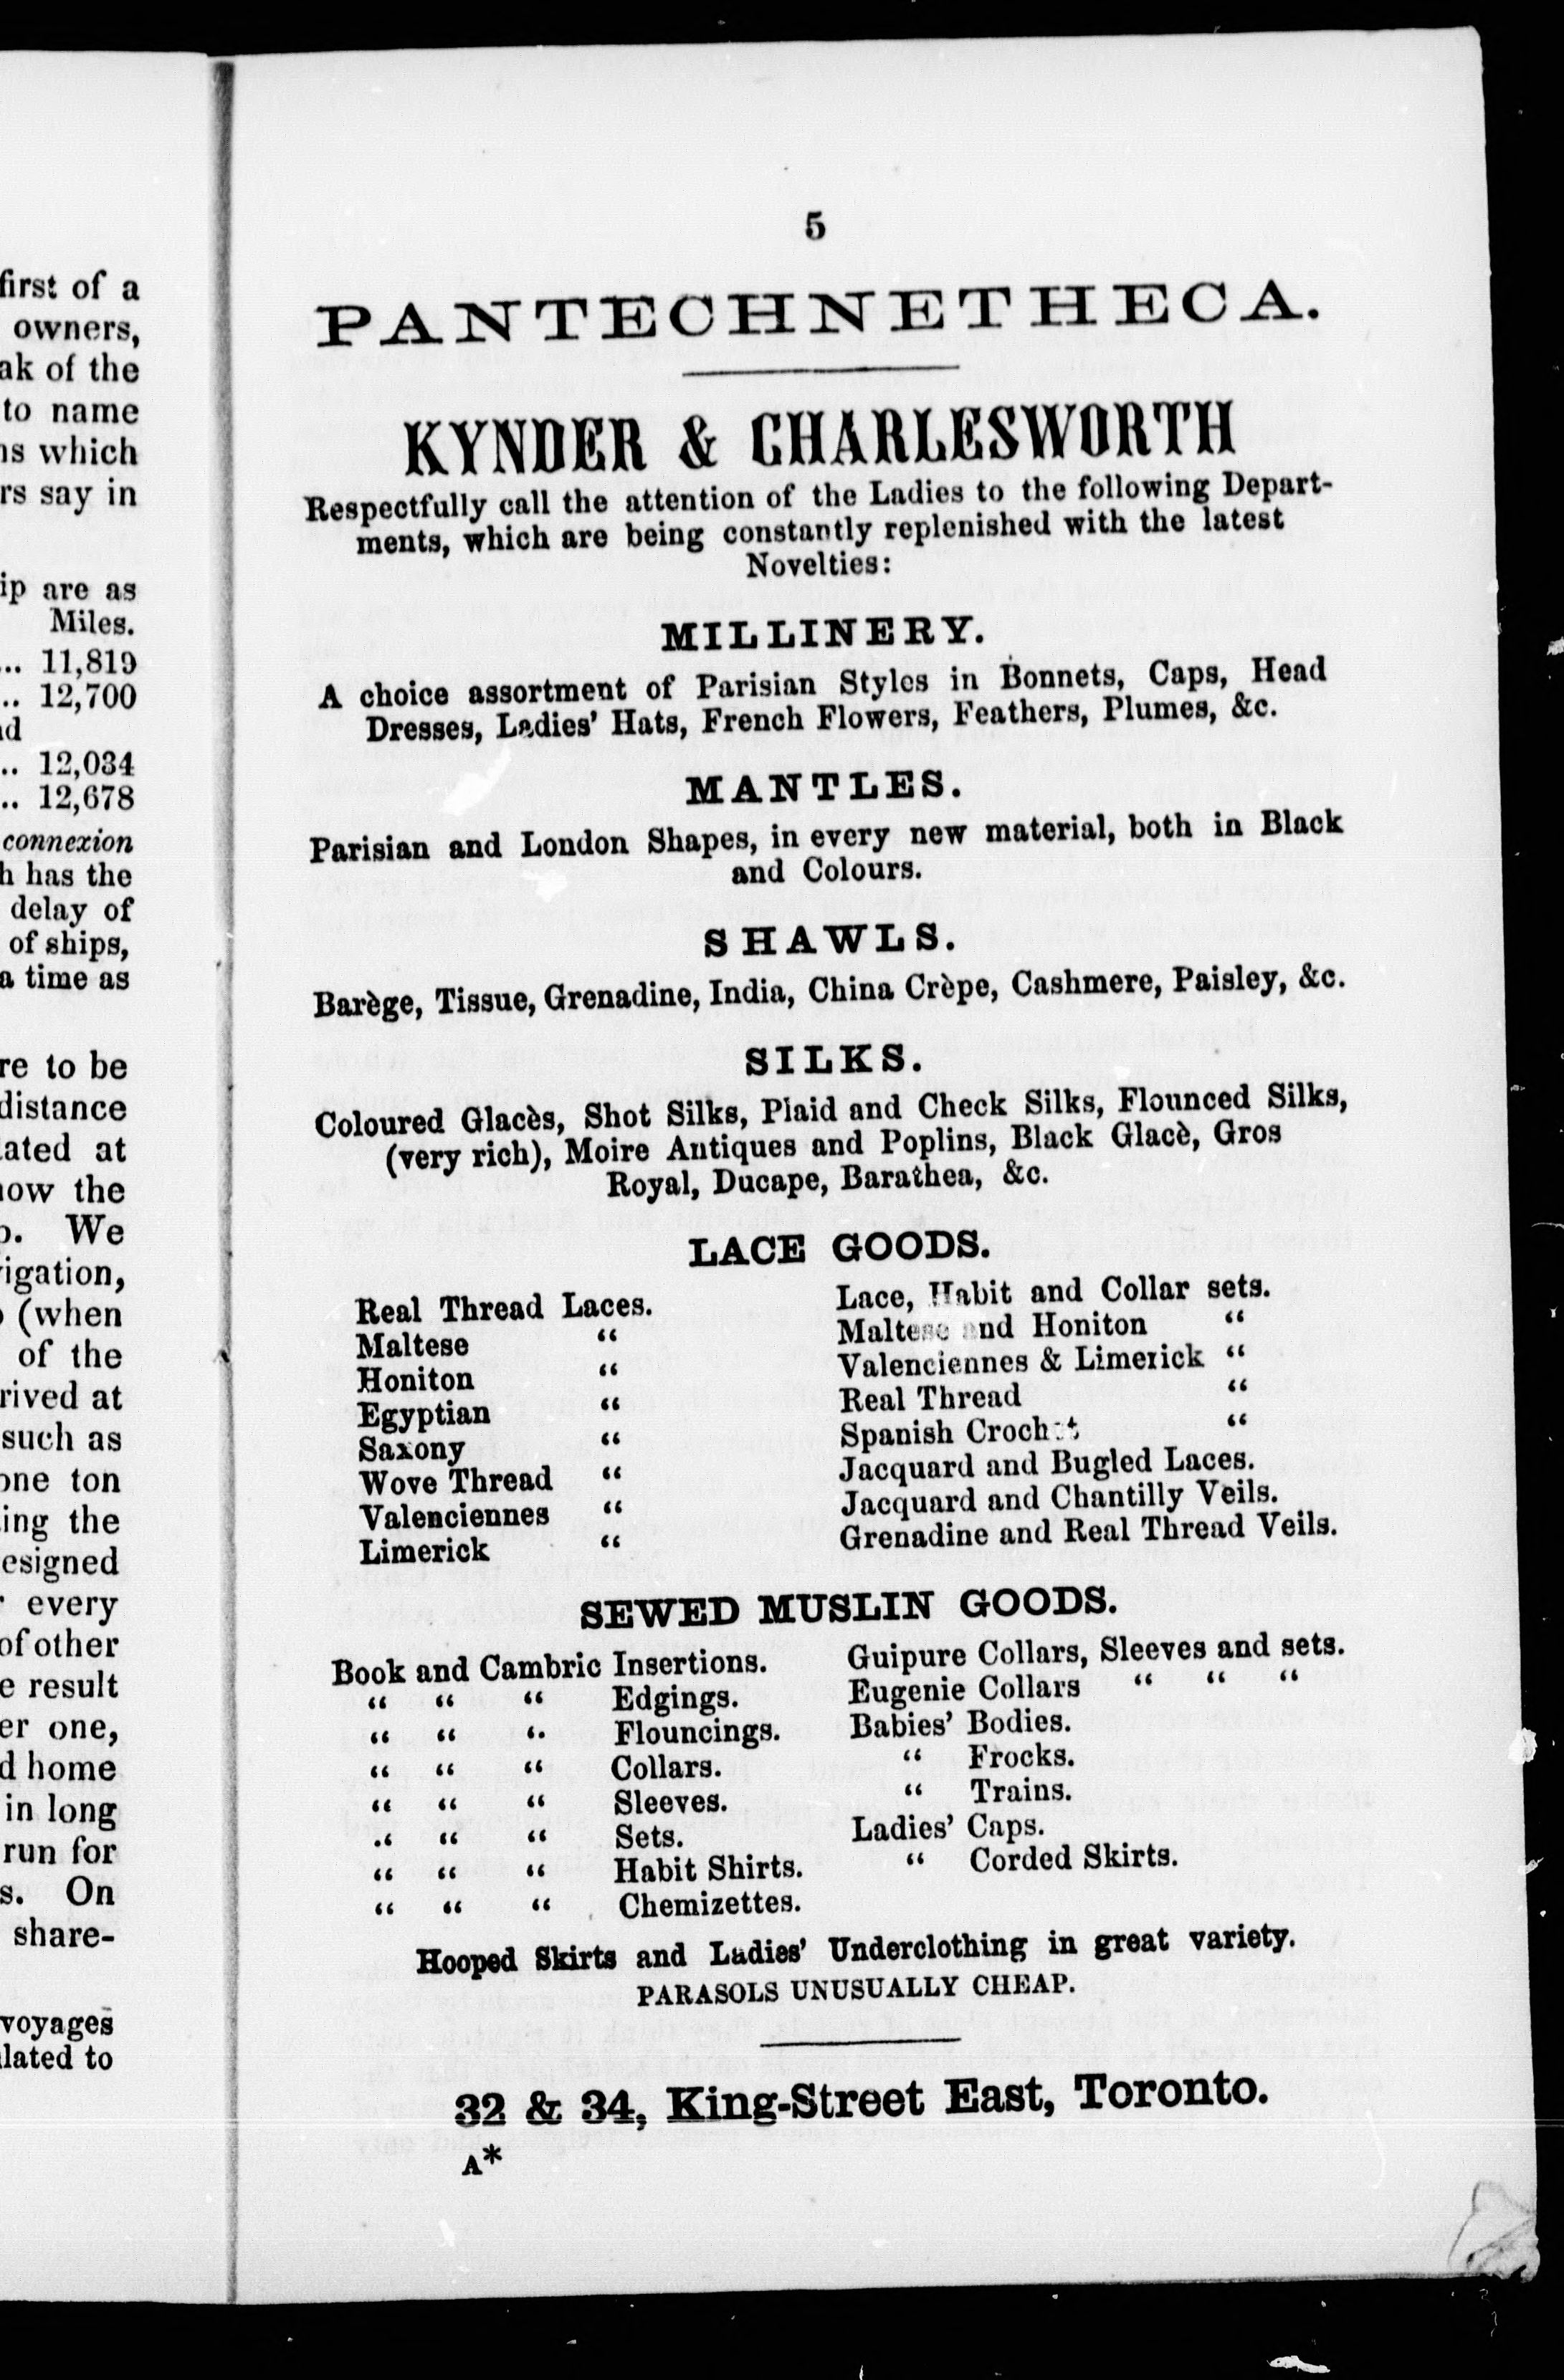 first of a
owners,
ak of the
to name
which
rs say in
ip are as
Miles.
... 11,819
.. 12,700
.. 12,034
.. 12,678
connexion
h has the
delay of
of ships,
a time as
re to be
distance
ated at
ow the
We
igation,
(when
of the
rived at
such as
one ton
ing the
esigned
every
of other
e result
er one,
d home
in long
run for
s. On
share-
voyages
lated to
5
PANTECHNETHECA.
KYNDER & CHARLESWORTH
Respectfully call the attention of the Ladies to the following Depart-
ments, which are being constantly replenished with the latest
Novelties:
MILLINERY.
A choice assortment of Parisian Styles in Bonnets, Caps, Head
Dresses, Ladies' Hats, French Flowers, Feathers, Plumes, &c.
MANTLES.
Parisian and London Shapes, in every new material, both in Black
and Colours.
SHAWLS.
Barège, Tissue, Grenadine, India, China Crèpe, Cashmere, Paisley, &c.
SILKS.
Coloured Glacès, Shot Silks, Plaid and Check Silks, Flounced Silks,
(very rich), Moire Antiques and Poplins, Black Glacè, Gros
Royal, Ducape, Barathea, &c.
LACE GOODS.
Real Thread Laces.
Maltese “
Honiton “
Egyptian “
Saxony “
Wove Thread “
Valenciennes “
Limerick “
Lace, Habit and Collar sets.
Maltese and Honiton “
Valenciennes & Limerick “
Real Thread “
Spanish Crochet “
Jacquard and Bugled Laces.
Jacquard and Chantilly Veils.
Grenadine and Real Thread Veils.
SEWED MUSLIN GOODS.
Book and Cambric Insertions.
“ “ “ Edgings.
“ “ “ Flouncings.
“ “ “ Collars.
“ “ “ Sleeves.
“ “ “ Sets.
“ “ “ Habit Shirts.
“ “ “ Chemizettes.
Guipure Collars, Sleeves and sets.
Eugenie Collars “ “ “
Babies' Bodies.
“ Frocks.
“ Trains.
Ladies' Caps.
“ Corded Skirts.
Hooped Skirts and Ladies' Underclothing in great variety.
PARASOLS UNUSUALLY CHEAP.
32 & 34, King-Street East, Toronto.
A*